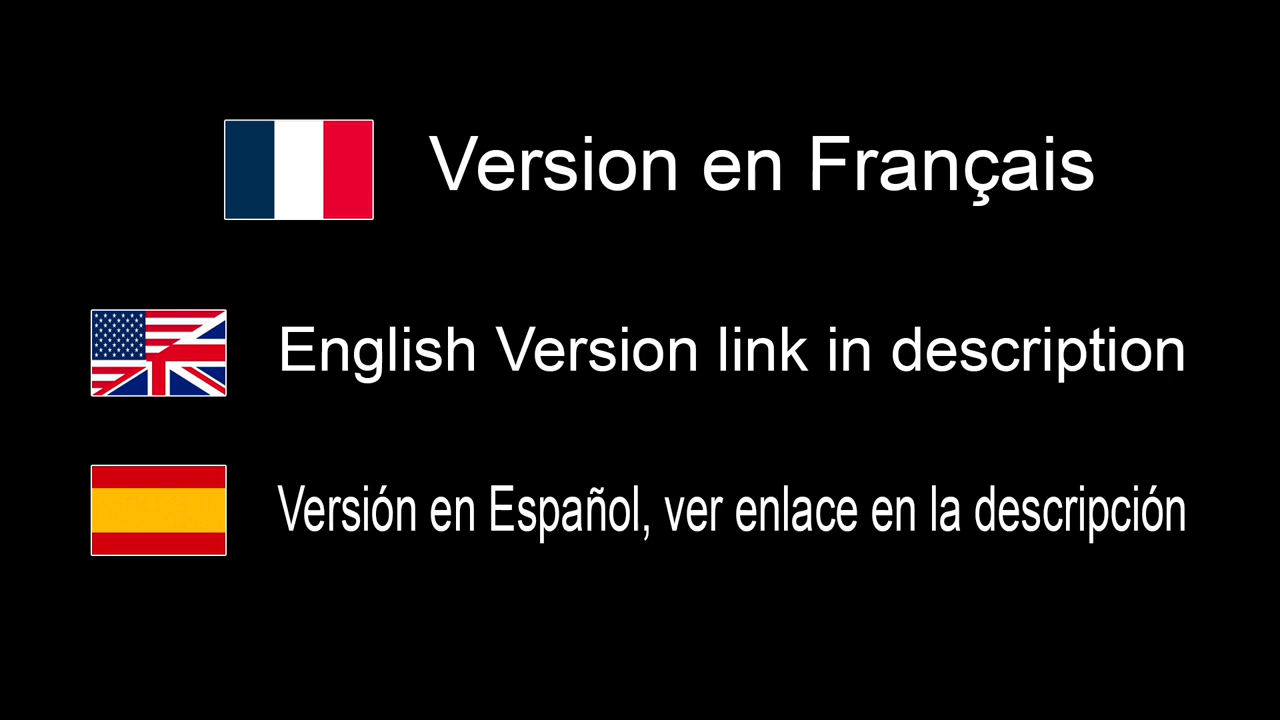 Version en Français
English Version link in description
Versión en Español, ver enlace en la descripción